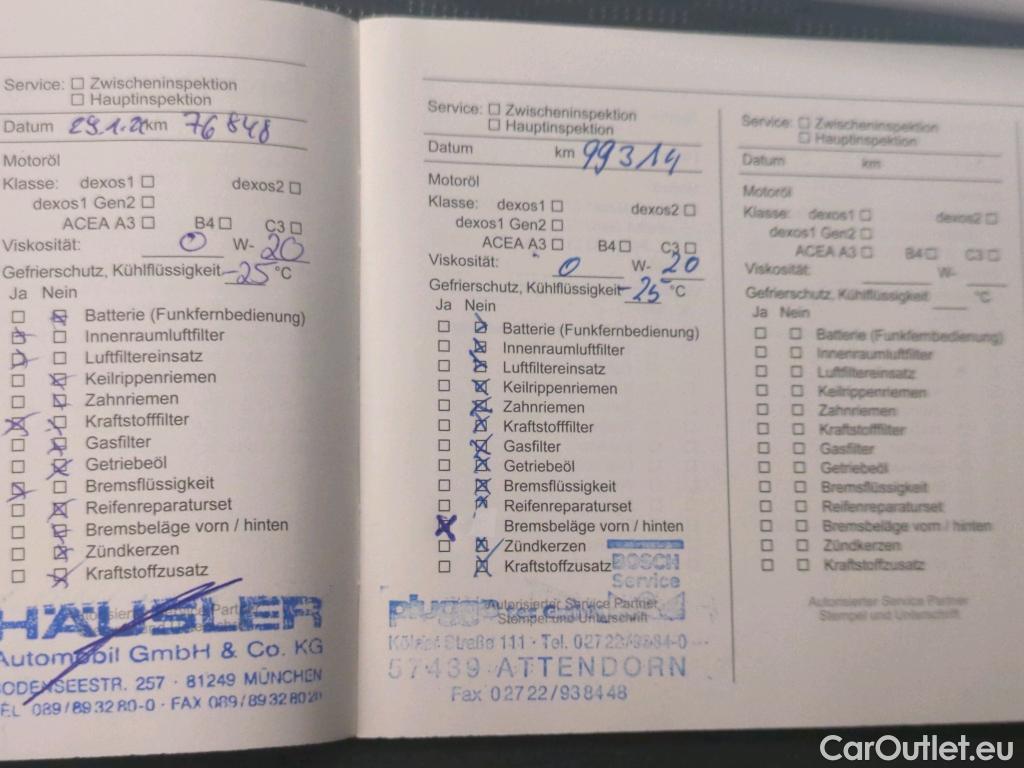 Service: Zwischeninspektion
Hauptinspektion
Datum 29.1.20 km 76848
Motoröl
Klasse: dexos1 dexos2
dexos1 Gen2
ACEA A3 B4 C3
Viskosität: 0 W- 20
Gefrierschutz, Kühlflüssigkeit -25 °C
Ja Nein
Batterie (Funkfernbedienung)
Innenraumluftfilter
Luftfiltereinsatz
Keilrippenriemen
Zahnriemen
Kraftstofffilter
Gasfilter
Getriebeöl
Bremsflüssigkeit
Reifenreparaturset
Bremsbeläge vorn / hinten
Zündkerzen
Kraftstoffzusatz
HÄUSLER
Automobil GmbH & Co. KG
BODENSEESTR. 257 · 81249 MÜNCHEN
TEL 089/893280-0 · FAX 089/89328020
Service: Zwischeninspektion
Hauptinspektion
Datum km 99314
Motoröl
Klasse: dexos1 dexos2
dexos1 Gen2
ACEA A3 B4 C3
Viskosität: 0 W- 20
Gefrierschutz, Kühlflüssigkeit -25 °C
Ja Nein
Batterie (Funkfernbedienung)
Innenraumluftfilter
Luftfiltereinsatz
Keilrippenriemen
Zahnriemen
Kraftstofffilter
Gasfilter
Getriebeöl
Bremsflüssigkeit
Reifenreparaturset
Bremsbeläge vorn / hinten
Zündkerzen
Kraftstoffzusatz
BOSCH
Service
Autorisierter Service Partner
Stempel und Unterschrift
Straße 111 · Tel. 02722/9384-0
57439 ATTENDORN
Fax 02722/938448
Service: Zwischeninspektion
Hauptinspektion
Datum km
Motoröl
Klasse: dexos1 dexos2
dexos1 Gen2
ACEA A3 B4 C3
Viskosität: W-
Gefrierschutz, Kühlflüssigkeit °C
Ja Nein
Batterie (Funkfernbedienung)
Innenraumluftfilter
Luftfiltereinsatz
Keilrippenriemen
Zahnriemen
Kraftstofffilter
Gasfilter
Getriebeöl
Bremsflüssigkeit
Reifenreparaturset
Bremsbeläge vorn / hinten
Zündkerzen
Kraftstoffzusatz
Autorisierter Service Partner
Stempel und Unterschrift
CarOutlet.eu